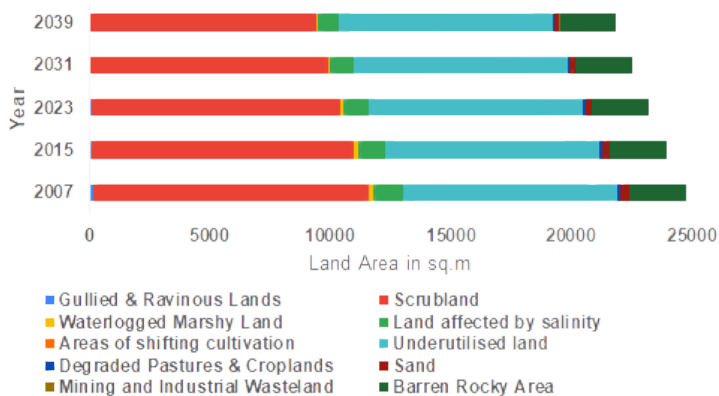 2039
2031
2023
2015
2007
Year
0 5000 10000 15000 20000 25000
Land Area in sq.m
Gullied & Ravinous Lands Scrubland
Waterlogged Marshy Land Land affected by salinity
Areas of shifting cultivation Underutilised land
Degraded Pastures & Croplands Sand
Mining and Industrial Wasteland Barren Rocky Area